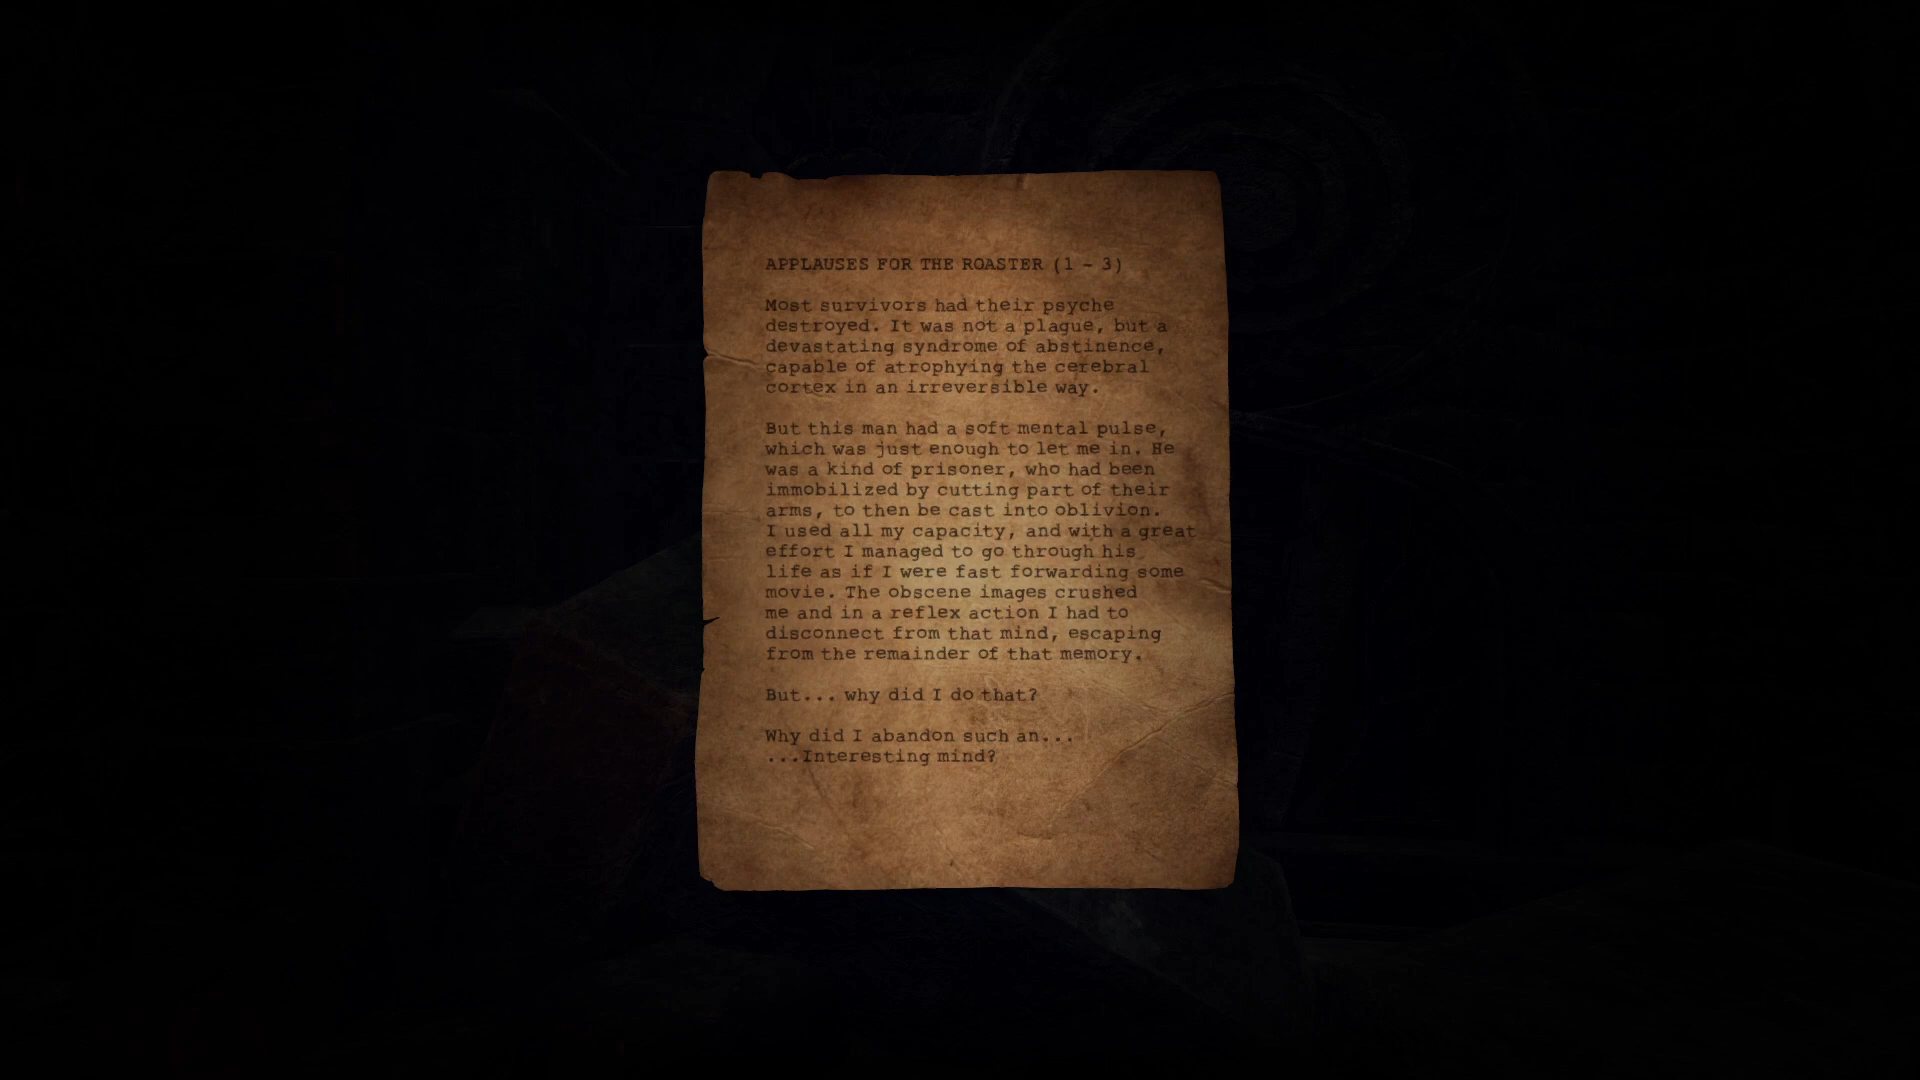 APPLAUSES FOR THE ROASTER (1 - 3)
Most survivors had their psyche
destroyed. It was not a plague, but a
devastating syndrome of abstinence,
capable of atrophying the cerebral
cortex in an irreversible way.
But this man had a soft mental pulse,
which was just enough to let me in. He
was a kind of prisoner, who had been
immobilized by cutting part of their
arms, to then be cast into oblivion.
I used all my capacity, and with a great
effort I managed to go through his
life as if I were fast forwarding some
movie. The obscene images crushed
me and in a reflex action I had to
disconnect from that mind, escaping
from the remainder of that memory.
But... why did I do that?
Why did I abandon such an...
...Interesting mind?